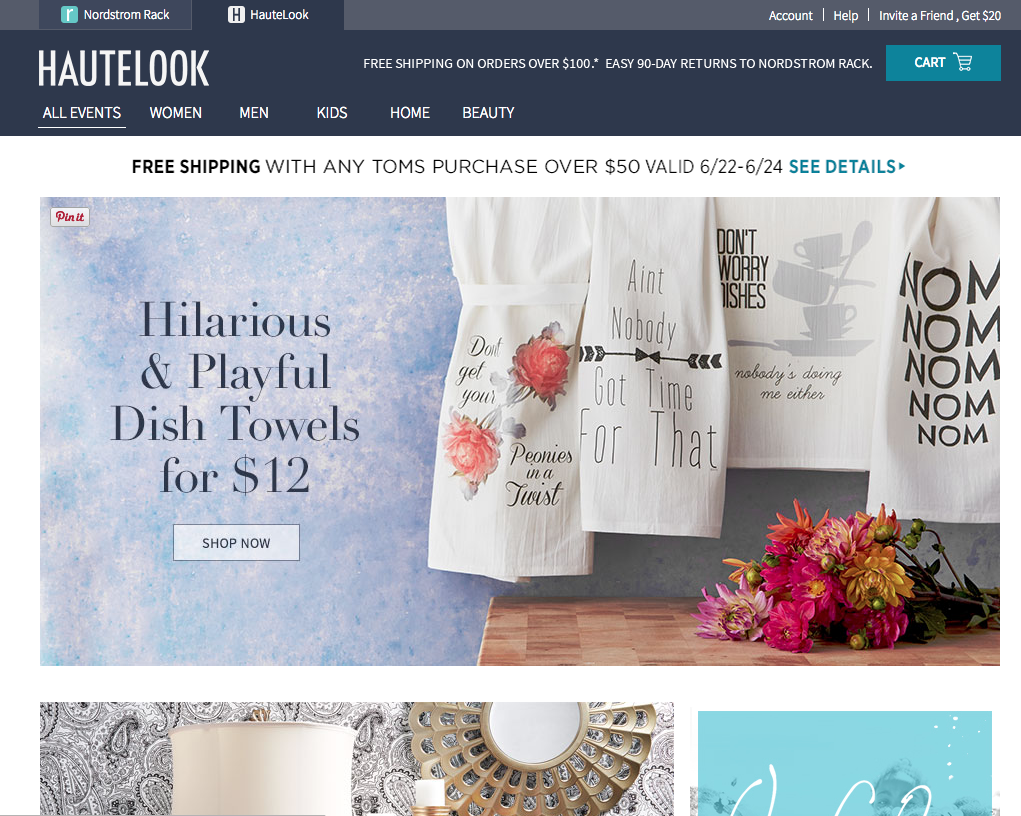 Nordstrom Rack
HauteLook
Account
Help
Invite a Friend , Get $20
HAUTELOOK
FREE SHIPPING ON ORDERS OVER $100.* EASY 90-DAY RETURNS TO NORDSTROM RACK.
CART
ALL EVENTS
WOMEN
MEN
KIDS
HOME
BEAUTY
FREE SHIPPING WITH ANY TOMS PURCHASE OVER $50 VALID 6/22-6/24 SEE DETAILS
Pin it
Hilarious
& Playful
Dish Towels
for $12
SHOP NOW
Don't
get
your
Peonies
in a
Twist
Aint
Nobody
Got Time
For That
DON'T
WORRY
DISHES
nobody's doing
me either
NOM
NOM
NOM
NOM
NOM